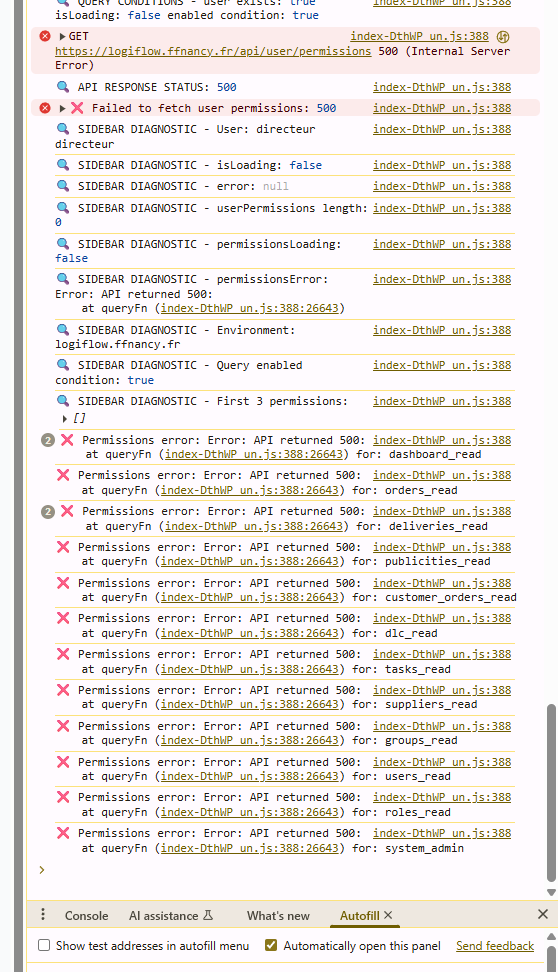 QUERY CONDITIONS - user exists: true index-DthWP_un.js:388
isLoading: false enabled condition: true
GET index-DthWP_un.js:388
https://logiflow.ffnancy.fr/api/user/permissions 500 (Internal Server
Error)
API RESPONSE STATUS: 500 index-DthWP_un.js:388
Failed to fetch user permissions: 500 index-DthWP_un.js:388
SIDEBAR DIAGNOSTIC - User: directeur index-DthWP_un.js:388
directeur
SIDEBAR DIAGNOSTIC - isLoading: false index-DthWP_un.js:388
SIDEBAR DIAGNOSTIC - error: null index-DthWP_un.js:388
SIDEBAR DIAGNOSTIC - userPermissions length: index-DthWP_un.js:388
0
SIDEBAR DIAGNOSTIC - permissionsLoading: index-DthWP_un.js:388
false
SIDEBAR DIAGNOSTIC - permissionsError: index-DthWP_un.js:388
Error: API returned 500:
at queryFn (index-DthWP_un.js:388:26643)
SIDEBAR DIAGNOSTIC - Environment: index-DthWP_un.js:388
logiflow.ffnancy.fr
SIDEBAR DIAGNOSTIC - Query enabled index-DthWP_un.js:388
condition: true
SIDEBAR DIAGNOSTIC - First 3 permissions: index-DthWP_un.js:388
[]
2 Permissions error: Error: API returned 500: index-DthWP_un.js:388
at queryFn (index-DthWP_un.js:388:26643) for: dashboard_read
Permissions error: Error: API returned 500: index-DthWP_un.js:388
at queryFn (index-DthWP_un.js:388:26643) for: orders_read
2 Permissions error: Error: API returned 500: index-DthWP_un.js:388
at queryFn (index-DthWP_un.js:388:26643) for: deliveries_read
Permissions error: Error: API returned 500: index-DthWP_un.js:388
at queryFn (index-DthWP_un.js:388:26643) for: publicities_read
Permissions error: Error: API returned 500: index-DthWP_un.js:388
at queryFn (index-DthWP_un.js:388:26643) for: customer_orders_read
Permissions error: Error: API returned 500: index-DthWP_un.js:388
at queryFn (index-DthWP_un.js:388:26643) for: dlc_read
Permissions error: Error: API returned 500: index-DthWP_un.js:388
at queryFn (index-DthWP_un.js:388:26643) for: tasks_read
Permissions error: Error: API returned 500: index-DthWP_un.js:388
at queryFn (index-DthWP_un.js:388:26643) for: suppliers_read
Permissions error: Error: API returned 500: index-DthWP_un.js:388
at queryFn (index-DthWP_un.js:388:26643) for: groups_read
Permissions error: Error: API returned 500: index-DthWP_un.js:388
at queryFn (index-DthWP_un.js:388:26643) for: users_read
Permissions error: Error: API returned 500: index-DthWP_un.js:388
at queryFn (index-DthWP_un.js:388:26643) for: roles_read
Permissions error: Error: API returned 500: index-DthWP_un.js:388
at queryFn (index-DthWP_un.js:388:26643) for: system_admin
Console AI assistance What's new Autofill
Show test addresses in autofill menu Automatically open this panel Send feedback